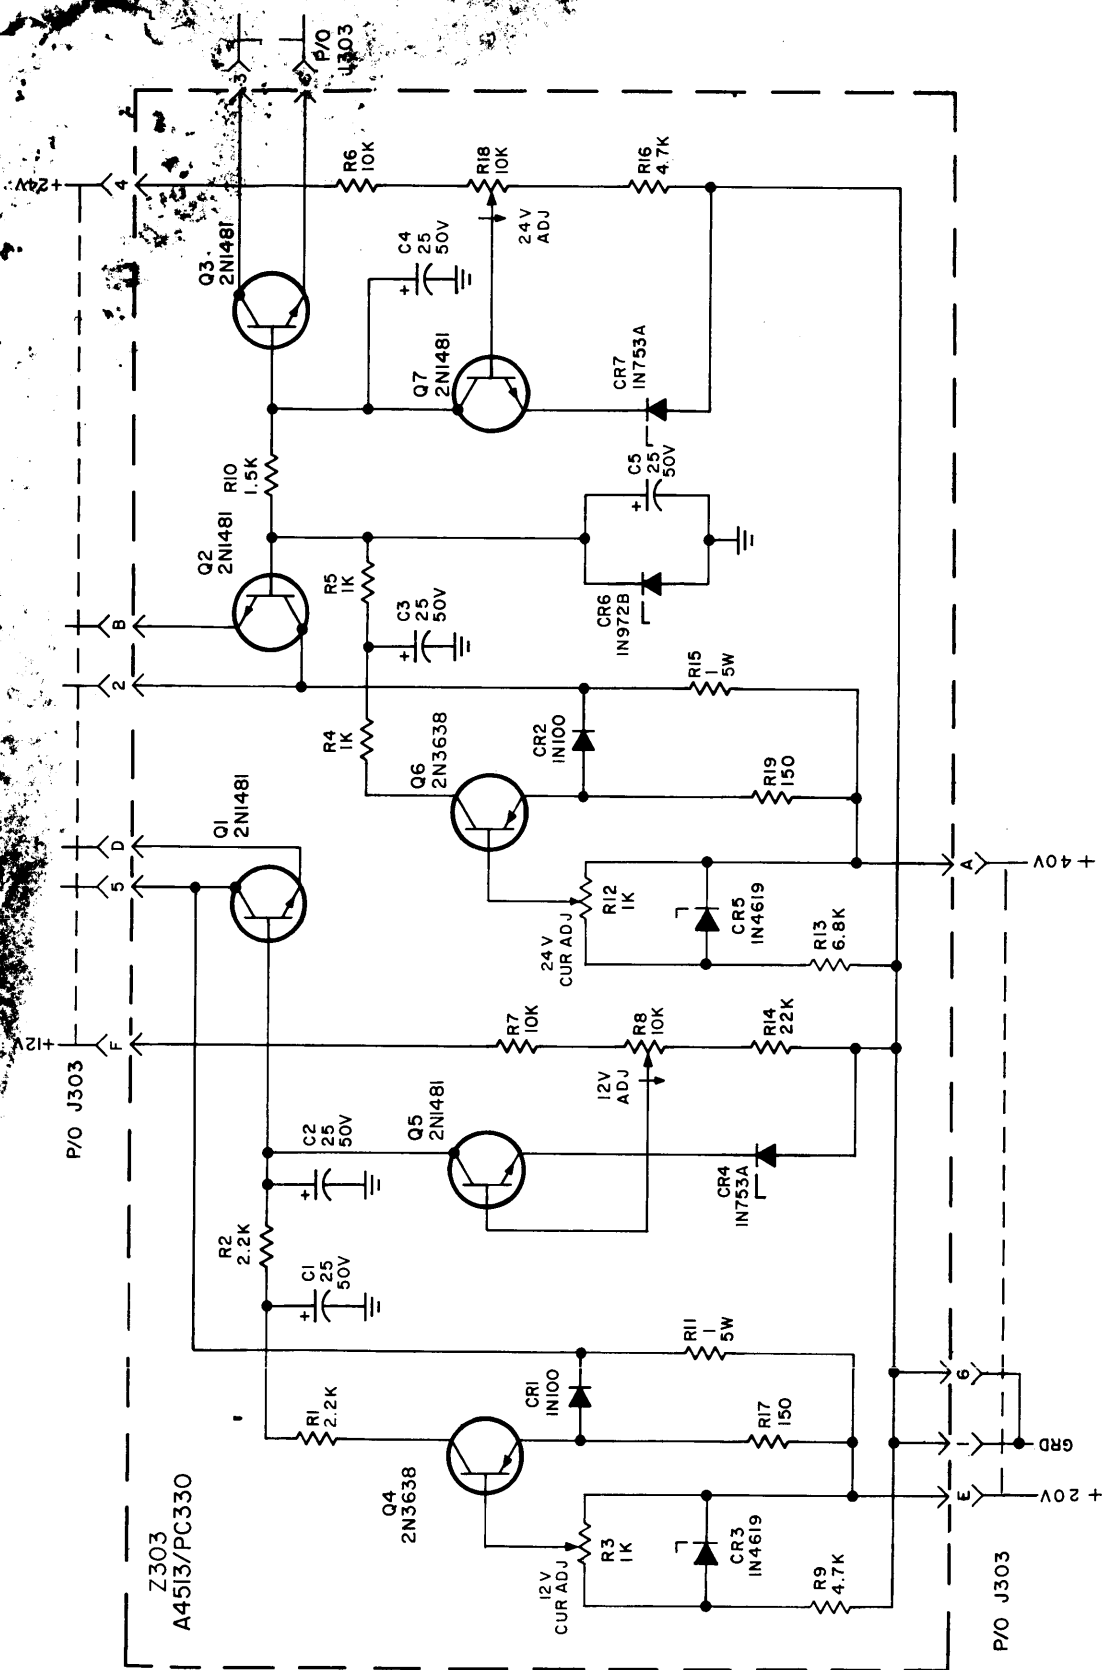 P/O
J303
3
+24V
4
R6
10K
R18
10K
R16
4.7K
24V
ADJ
Q3
2N1481
C4
25
50V
+
Q7
2N1481
CR7
1N753A
R10
1.5K
C5
25
50V
+
Q2
2N1481
R5
1K
C3
25
50V
+
CR6
1N972B
B
2
R15
1
5W
R4
1K
Q6
2N3638
CR2
1N100
R19
150
Q1
2N1481
D
5
A
+40V
R12
1K
24V
CUR ADJ
CR5
1N4619
R13
6.8K
+12V
F
R7
10K
R8
10K
R14
22K
12V
ADJ
P/O J303
C2
25
50V
+
Q5
2N1481
CR4
1N753A
R2
2.2K
C1
25
50V
+
R11
1
5W
R1
2.2K
CR1
1N100
R17
150
6
1
GRD
Q4
2N3638
E
+20V
R3
1K
12V
CUR ADJ
CR3
1N4619
R9
4.7K
Z303
A4513/PC330
P/O J303